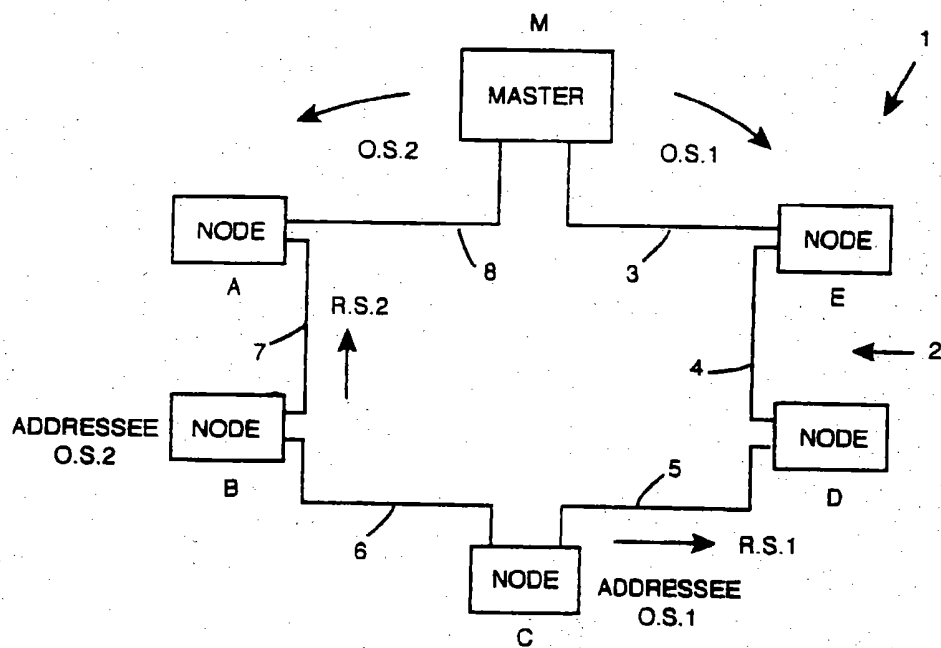 M
1
MASTER
O.S.2
O.S.1
NODE
NODE
8
3
A
E
R.S.2
7
4
2
ADDRESSEE
O.S.2
NODE
NODE
B
D
5
6
R.S.1
NODE
ADDRESSEE
O.S.1
C